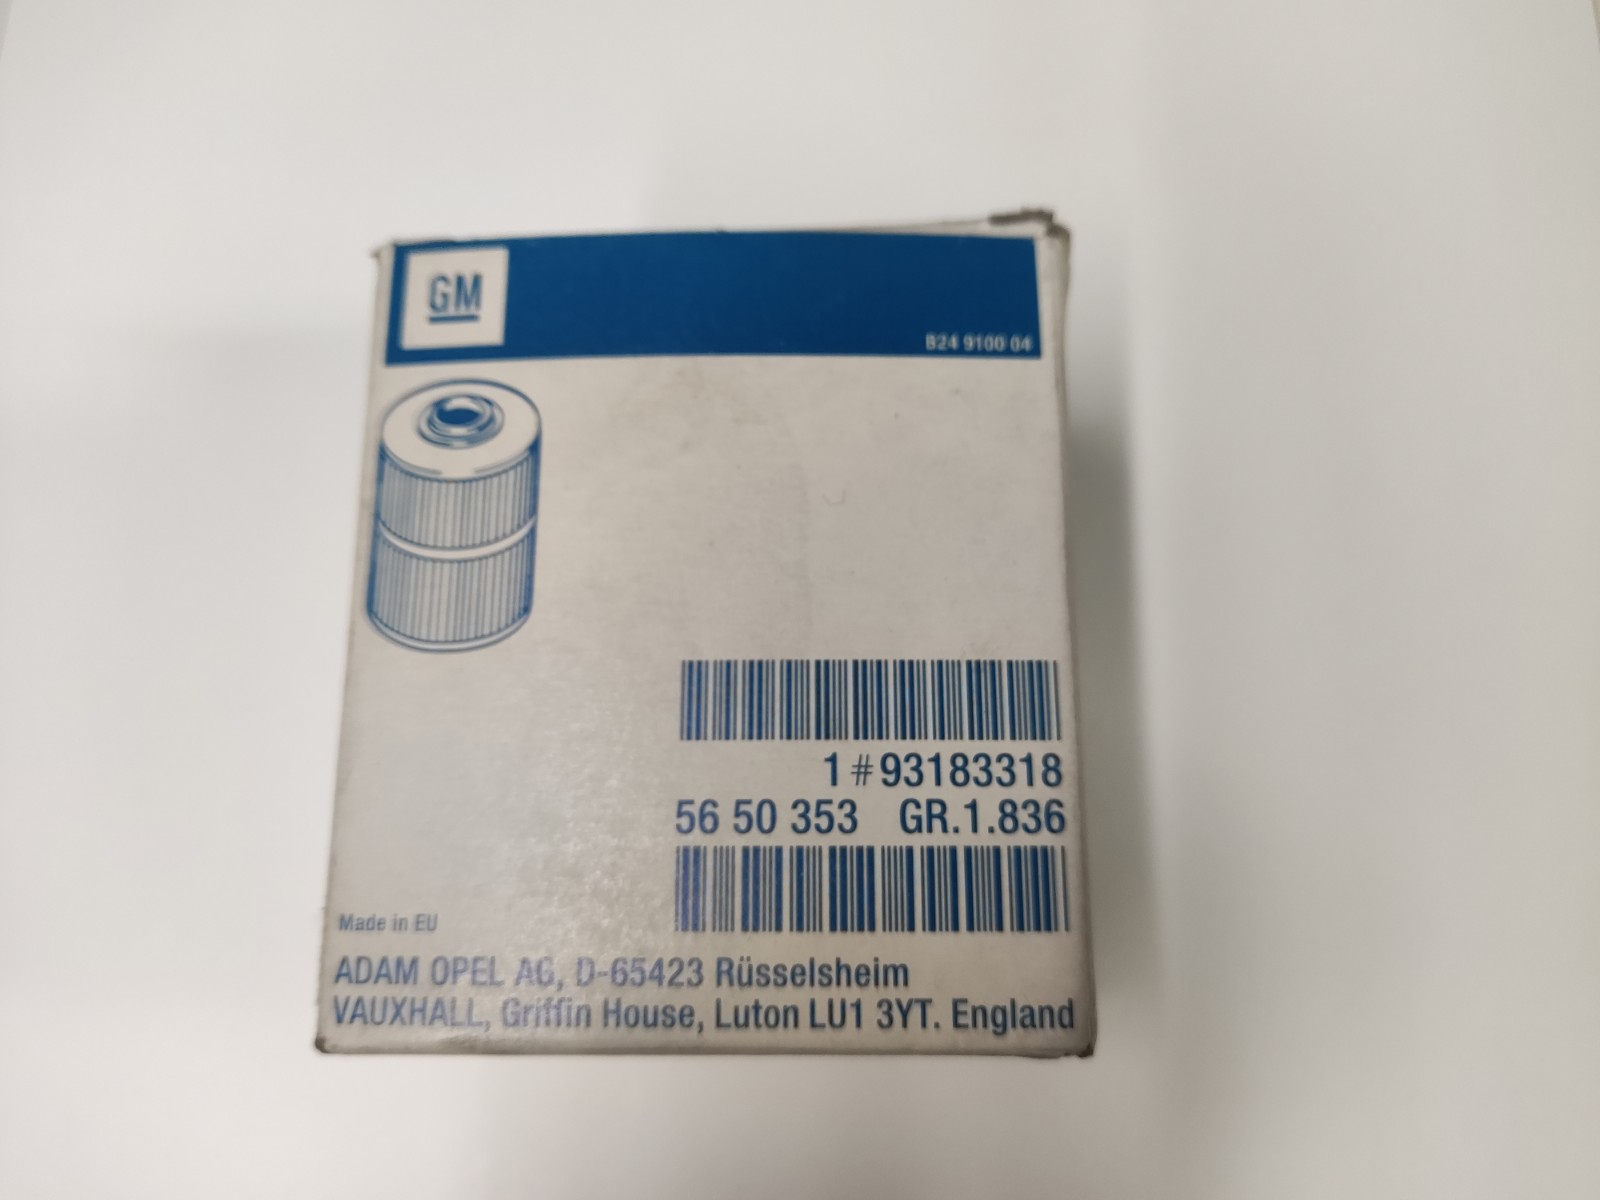 GM
B24 9100 04
1 # 93183318
56 50 353 GR.1.836
Made in EU
ADAM OPEL AG, D-65423 Rüsselsheim
VAUXHALL, Griffin House, Luton LU1 3YT. England